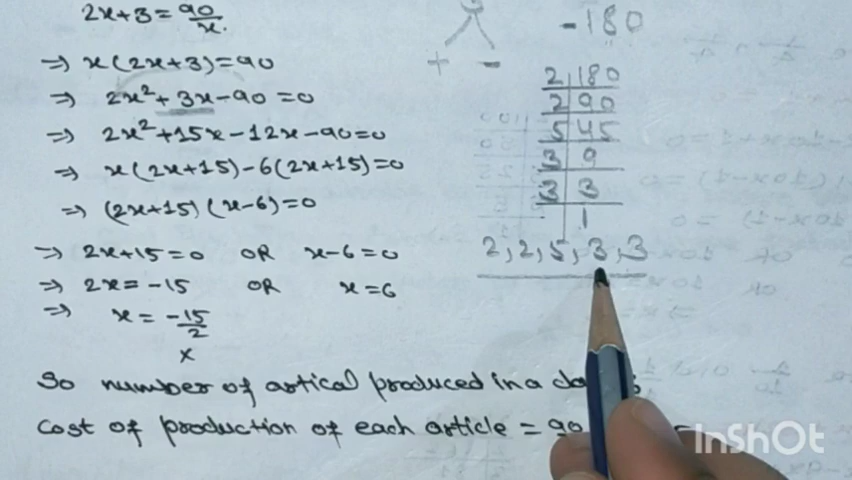 2x+3 = 90/x.
⇒ x(2x+3)=90
⇒ 2x²+3x-90=0
⇒ 2x²+15x-12x-90=0
⇒ x(2x+15)-6(2x+15)=0
⇒ (2x+15)(x-6)=0
⇒ 2x+15=0 OR x-6=0
⇒ 2x=-15 OR x=6
⇒ x = -15/2
×
So number of artical produced in a
Cost of production of each article = 90
-180
+ -
2 180
2 90
5 45
3 9
3 3
1
2,2,5,3,3
InShOt